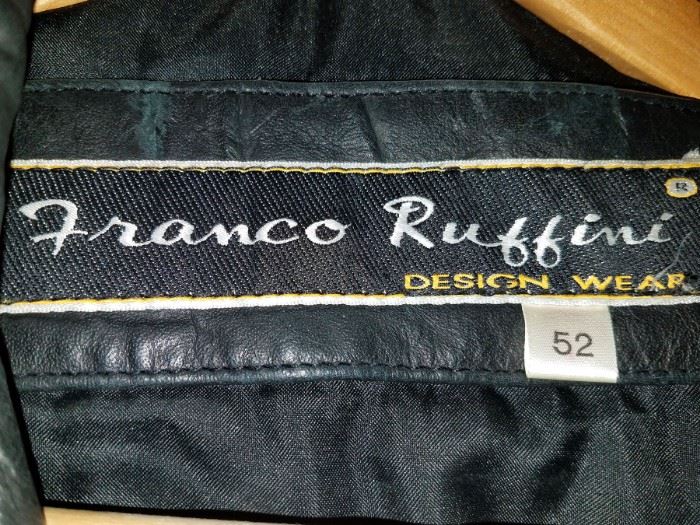 Franco Ruffini
®
DESIGN WEAR
52